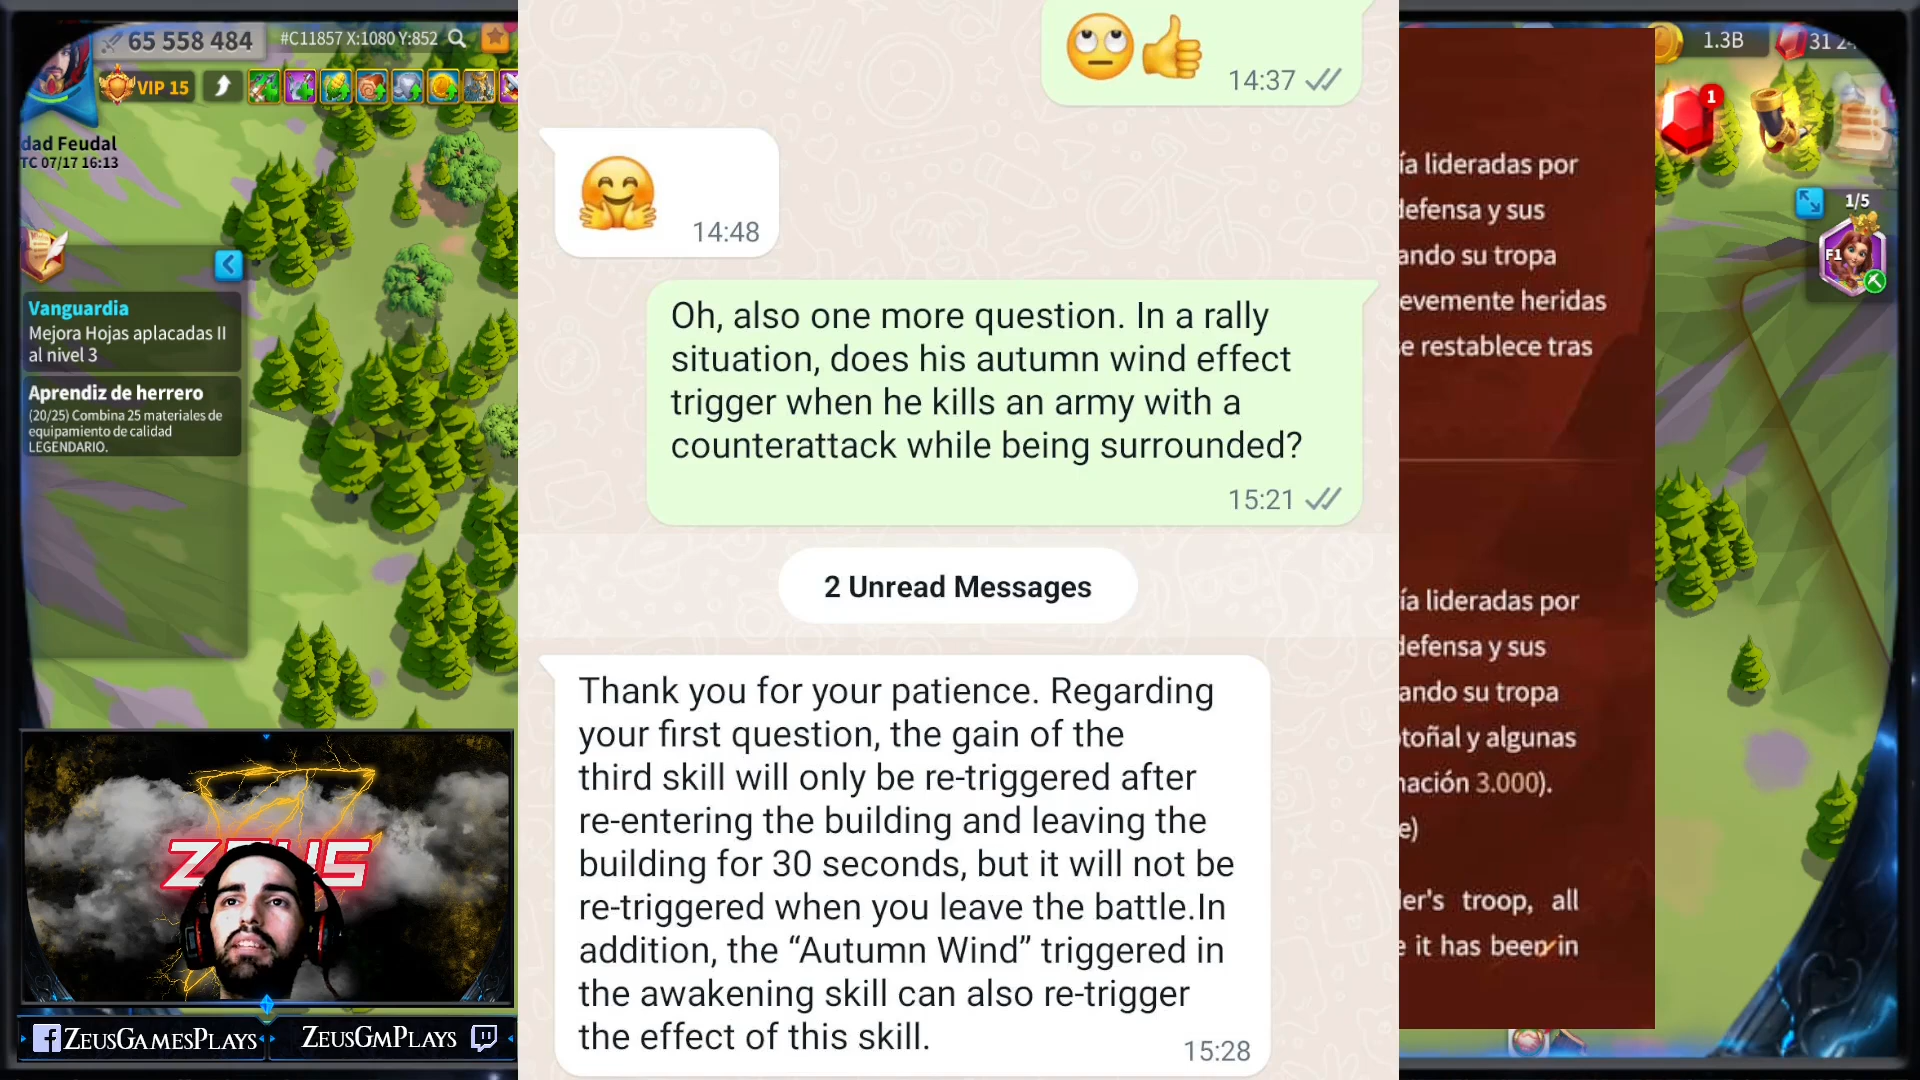 65 558 484
#C11857 X:1080 Y:852
VIP 15
dad Feudal
TC 07/17 16:13
Vanguardia
Mejora Hojas aplacadas II
al nivel 3
Aprendiz de herrero
(20/25) Combina 25 materiales de
equipamiento de calidad
LEGENDARIO.
ZEUS
ZEUSGAMESPLAYS
ZEUSGMPLAYS
14:37
14:48
Oh, also one more question. In a rally
situation, does his autumn wind effect
trigger when he kills an army with a
counterattack while being surrounded?
15:21
2 Unread Messages
Thank you for your patience. Regarding
your first question, the gain of the
third skill will only be re-triggered after
re-entering the building and leaving the
building for 30 seconds, but it will not be
re-triggered when you leave the battle.In
addition, the “Autumn Wind” triggered in
the awakening skill can also re-trigger
the effect of this skill.
15:28
ía lideradas por
defensa y sus
ando su tropa
evemente heridas
e restablece tras
ía lideradas por
defensa y sus
ando su tropa
toñal y algunas
nación 3.000).
e)
ler's troop, all
e it has been in
1.3B
31 24
1
1/5
F1